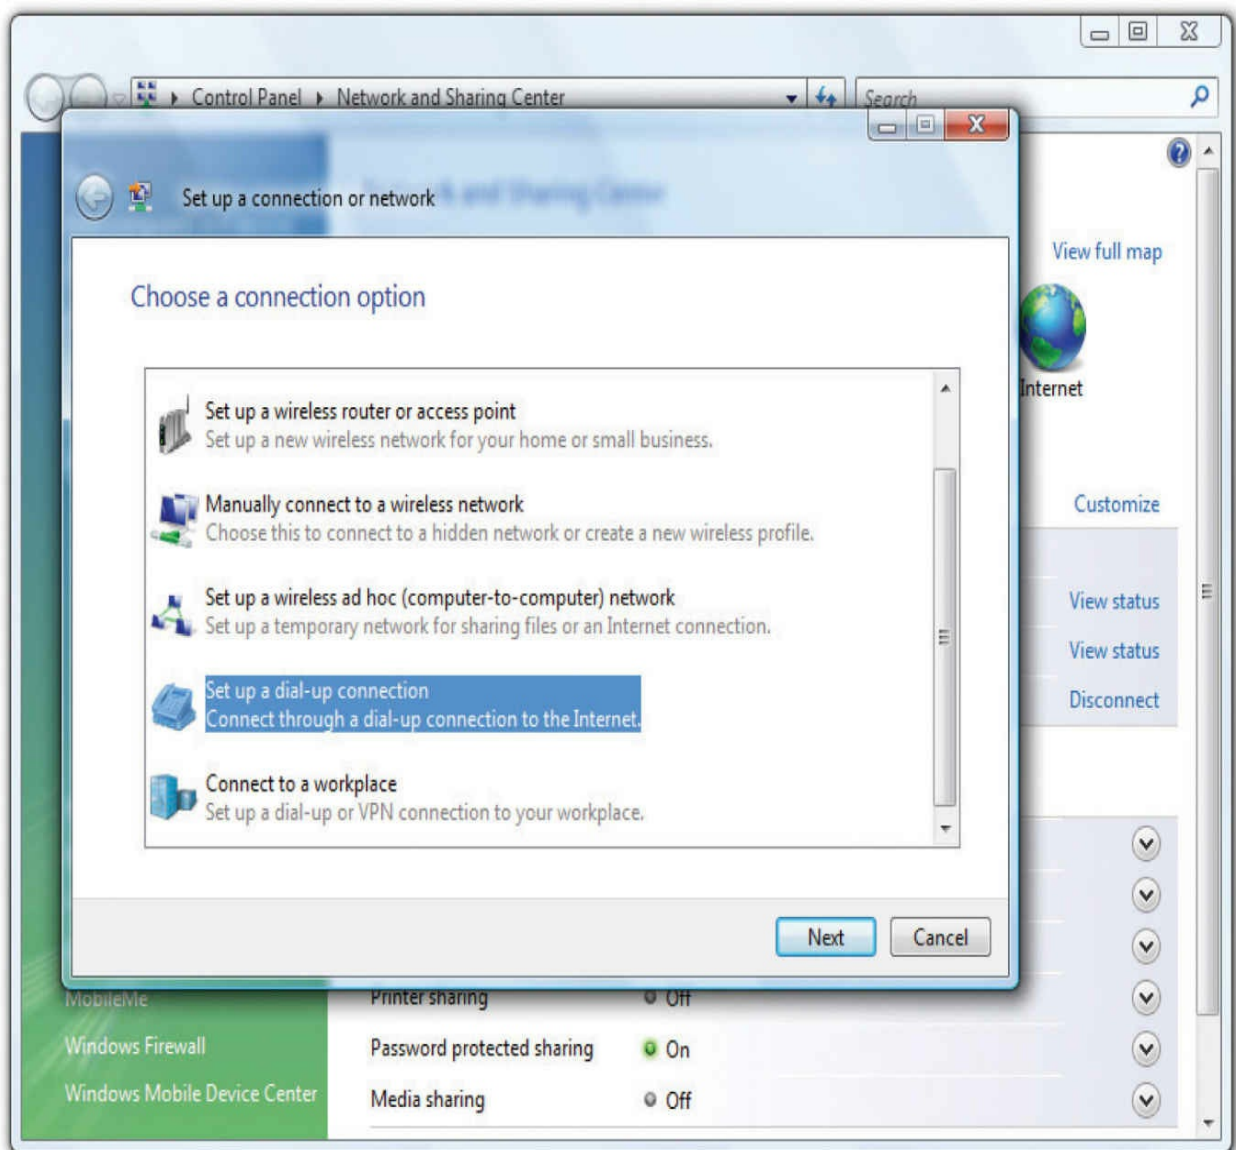 Control Panel
Network and Sharing Center
Search
Set up a connection or network
Network and Sharing Center
View full map
Choose a connection option
Internet
Set up a wireless router or access point
Set up a new wireless network for your home or small business.
Customize
Manually connect to a wireless network
Choose this to connect to a hidden network or create a new wireless profile.
Set up a wireless ad hoc (computer-to-computer) network
Set up a temporary network for sharing files or an Internet connection.
View status
View status
Set up a dial-up connection
Connect through a dial-up connection to the Internet.
Disconnect
Connect to a workplace
Set up a dial-up or VPN connection to your workplace.
Next
Cancel
MobileMe
Printer sharing
Off
Windows Firewall
Password protected sharing
On
Windows Mobile Device Center
Media sharing
Off